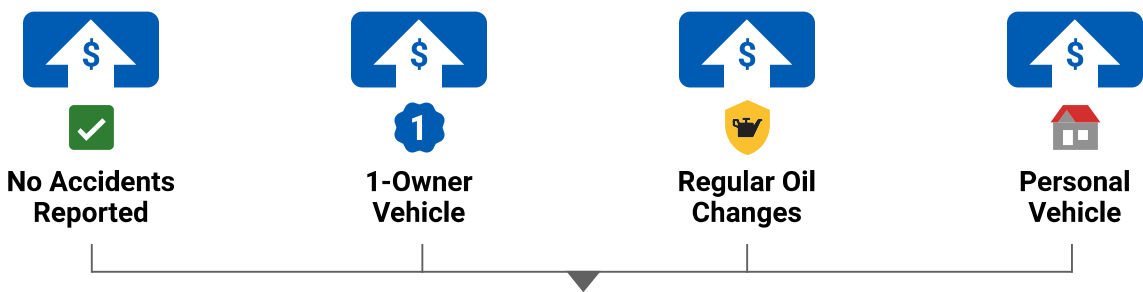 $ $ $ $
1
No Accidents
Reported
1-Owner
Vehicle
Regular Oil
Changes
Personal
Vehicle